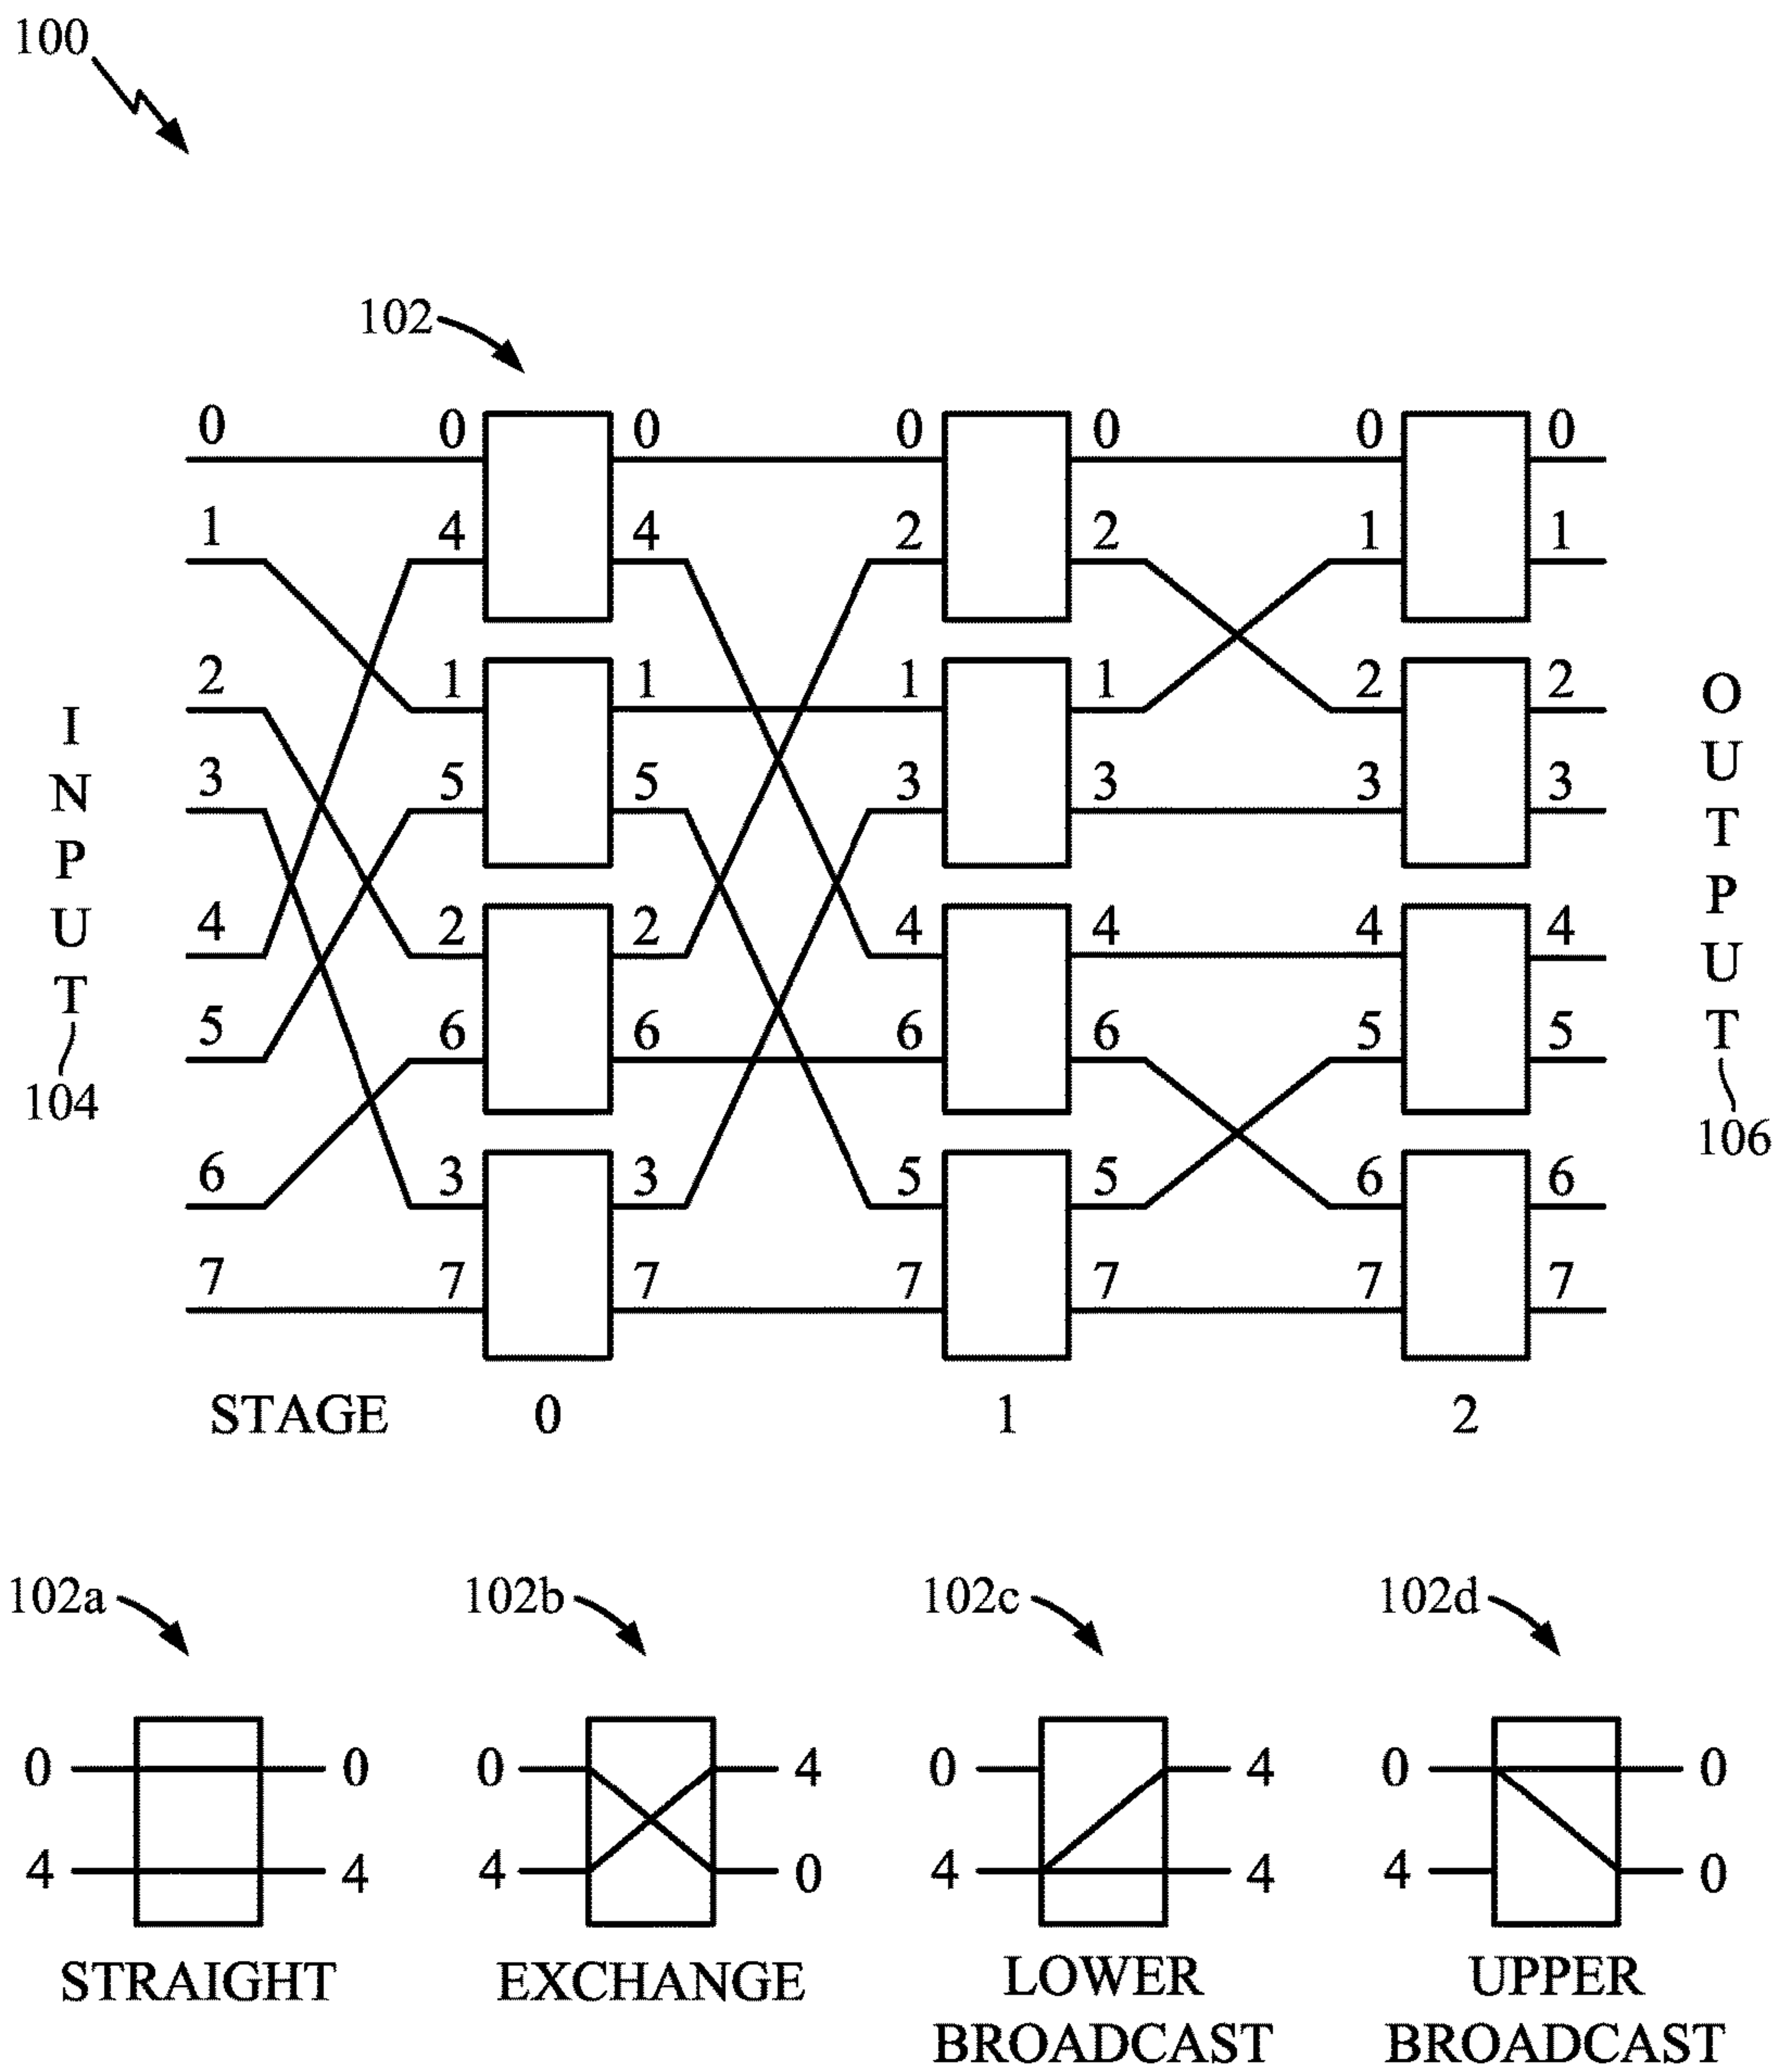 100
102
0 0 0 0 0 0 0
1 4 4 2 2 1 1
2 1 1 1 1 2 2
3 5 5 3 3 3 3
4 2 2 4 4 4 4
5 6 6 6 6 5 5
6 3 3 5 5 6 6
7 7 7 7 7 7 7
INPUT
104
OUTPUT
106
STAGE 0 1 2
102a 102b 102c 102d
0 0 0 4 0 4 0 0
4 4 4 0 4 4 4 0
STRAIGHT EXCHANGE LOWER UPPER
BROADCAST BROADCAST